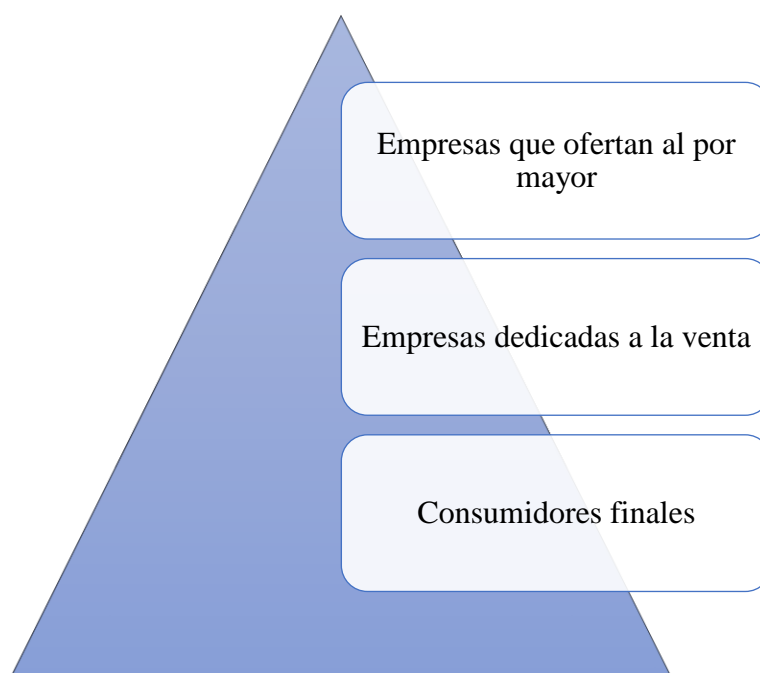 Empresas que ofertan al por
mayor
Empresas dedicadas a la venta
Consumidores finales